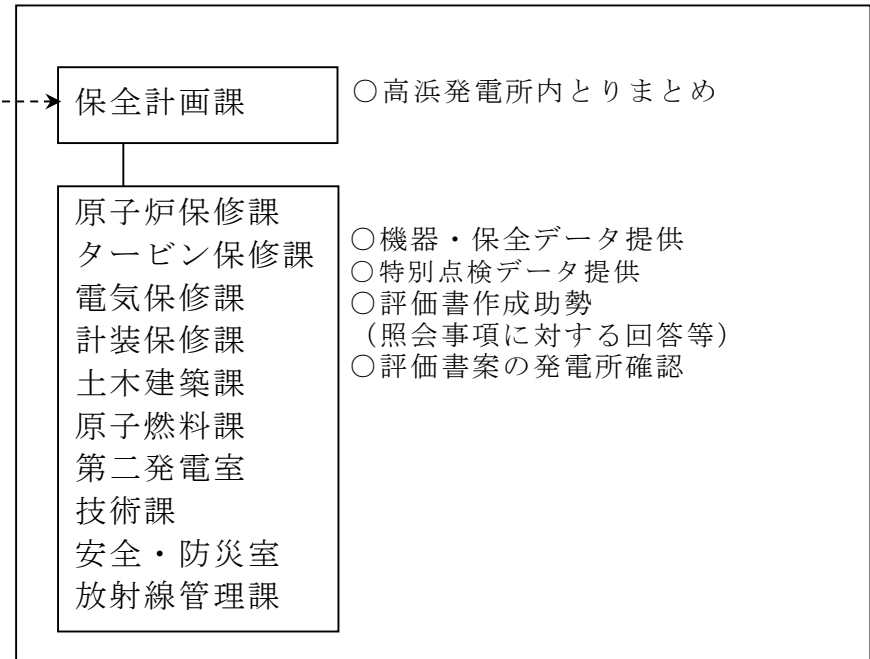 保全計画課
○高浜発電所内とりまとめ
原子炉保修課
タービン保修課
電気保修課
計装保修課
土木建築課
原子燃料課
第二発電室
技術課
安全・防災室
放射線管理課
○機器・保全データ提供
○特別点検データ提供
○評価書作成助勢
（照会事項に対する回答等）
○評価書案の発電所確認